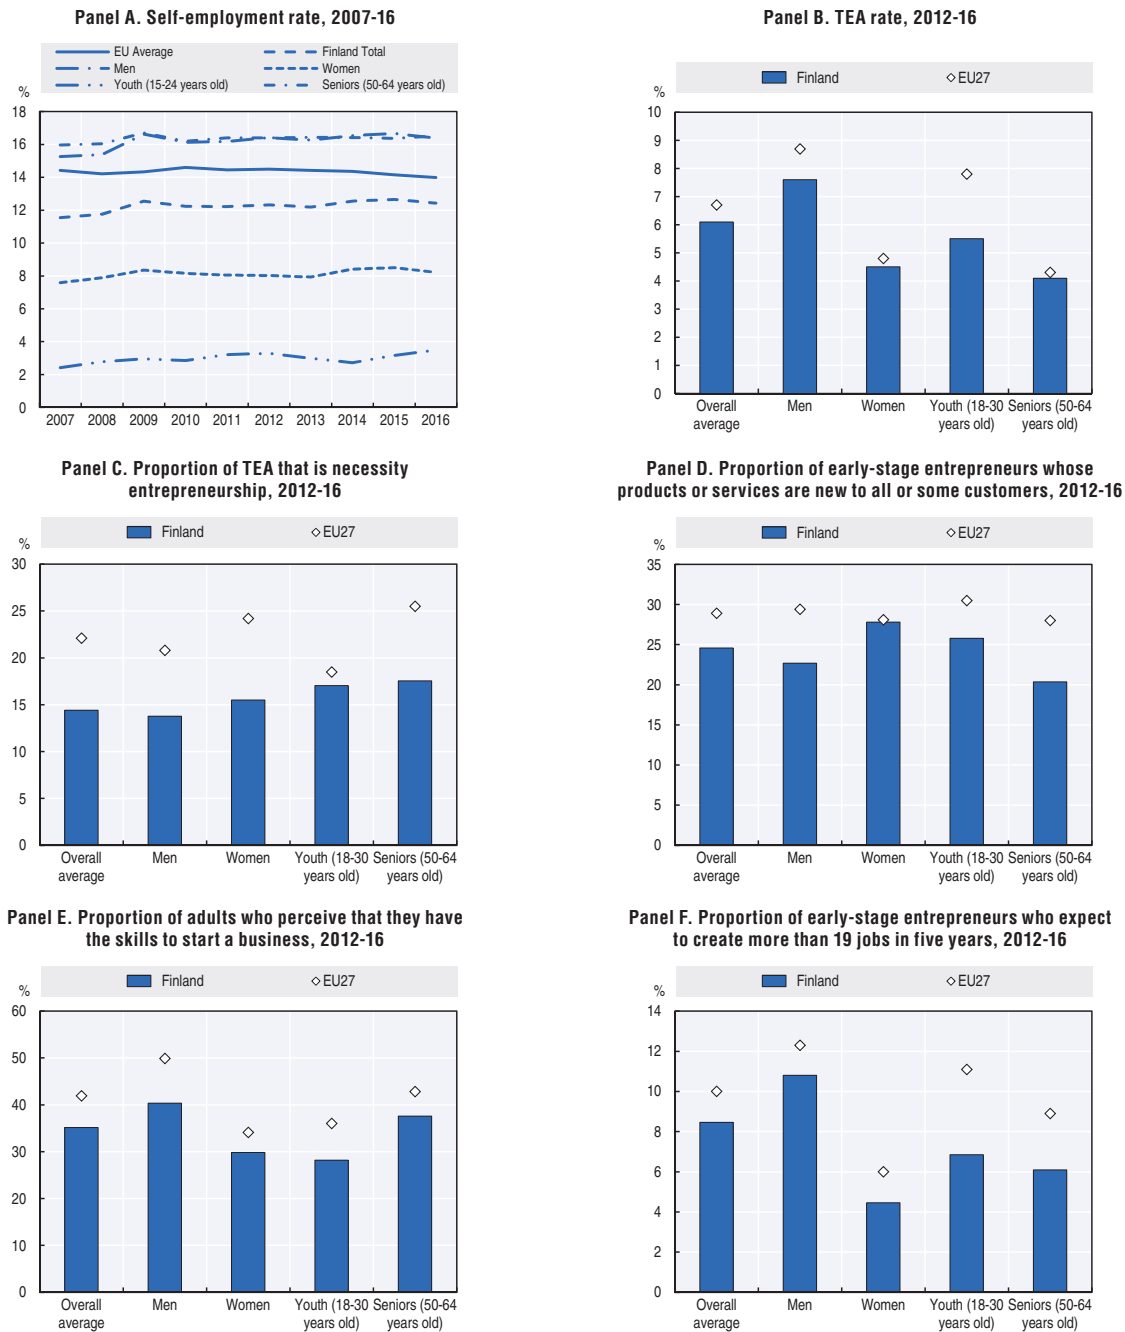 Panel A. Self-employment rate, 2007-16
EU Average
Finland Total
Men
Women
Youth (15-24 years old)
Seniors (50-64 years old)
%
18
16
14
12
10
8
6
4
2
0
2007 2008 2009 2010 2011 2012 2013 2014 2015 2016
Panel B. TEA rate, 2012-16
Finland
EU27
%
10
9
8
7
6
5
4
3
2
1
0
Overall Men Women Youth (18-30 Seniors (50-64
average years old) years old)
Panel C. Proportion of TEA that is necessity
entrepreneurship, 2012-16
Finland
EU27
%
30
25
20
15
10
5
0
Overall Men Women Youth (18-30 Seniors (50-64
average years old) years old)
Panel D. Proportion of early-stage entrepreneurs whose
products or services are new to all or some customers, 2012-16
Finland
EU27
%
35
30
25
20
15
10
5
0
Overall Men Women Youth (18-30 Seniors (50-64
average years old) years old)
Panel E. Proportion of adults who perceive that they have
the skills to start a business, 2012-16
Finland
EU27
%
60
50
40
30
20
10
0
Overall Men Women Youth (18-30 Seniors (50-64
average years old) years old)
Panel F. Proportion of early-stage entrepreneurs who expect
to create more than 19 jobs in five years, 2012-16
Finland
EU27
%
14
12
10
8
6
4
2
0
Overall Men Women Youth (18-30 Seniors (50-64
average years old) years old)